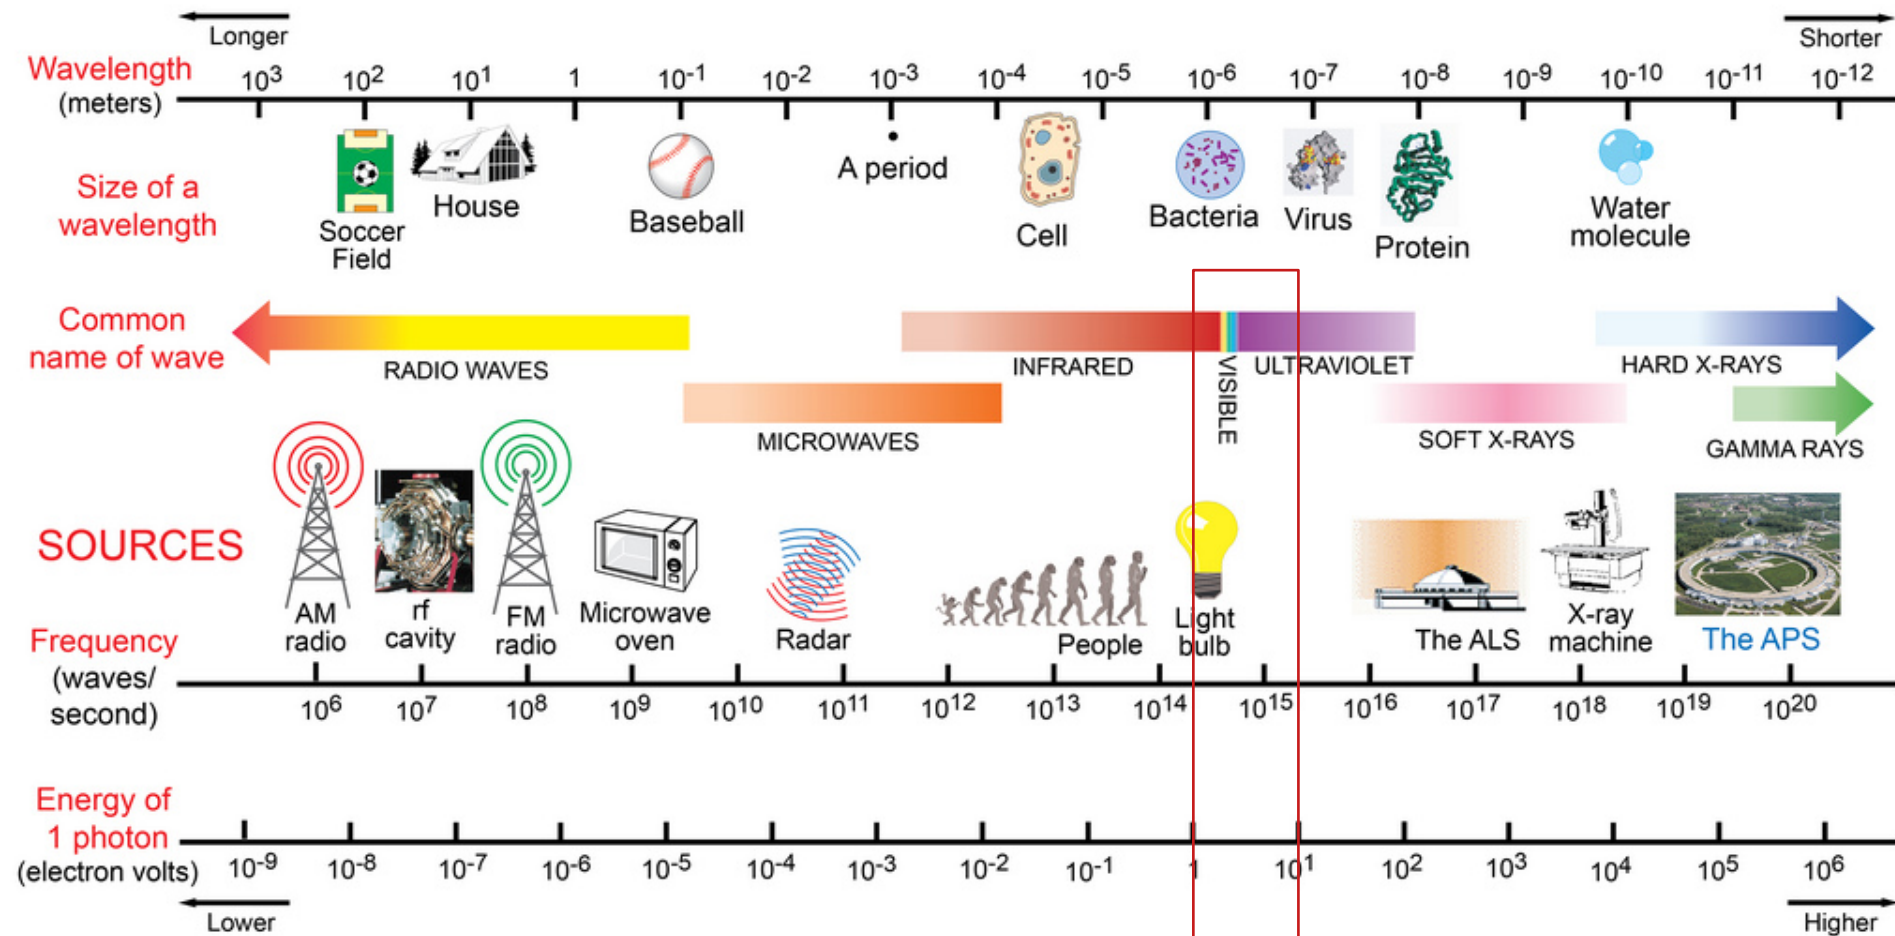 Longer
Shorter
Wavelength
(meters)
10³ 10² 10¹ 1 10⁻¹ 10⁻² 10⁻³ 10⁻⁴ 10⁻⁵ 10⁻⁶ 10⁻⁷ 10⁻⁸ 10⁻⁹ 10⁻¹⁰ 10⁻¹¹ 10⁻¹²
Size of a
wavelength
Soccer
Field
House
Baseball
A period
Cell
Bacteria
Virus
Protein
Water
molecule
Common
name of wave
RADIO WAVES
MICROWAVES
INFRARED
VISIBLE
ULTRAVIOLET
SOFT X-RAYS
HARD X-RAYS
GAMMA RAYS
SOURCES
AM
radio
rf
cavity
FM
radio
Microwave
oven
Radar
People
Light
bulb
The ALS
X-ray
machine
The APS
Frequency
(waves/
second)
10⁶ 10⁷ 10⁸ 10⁹ 10¹⁰ 10¹¹ 10¹² 10¹³ 10¹⁴ 10¹⁵ 10¹⁶ 10¹⁷ 10¹⁸ 10¹⁹ 10²⁰
Energy of
1 photon
(electron volts)
10⁻⁹ 10⁻⁸ 10⁻⁷ 10⁻⁶ 10⁻⁵ 10⁻⁴ 10⁻³ 10⁻² 10⁻¹ 1 10¹ 10² 10³ 10⁴ 10⁵ 10⁶
Lower
Higher